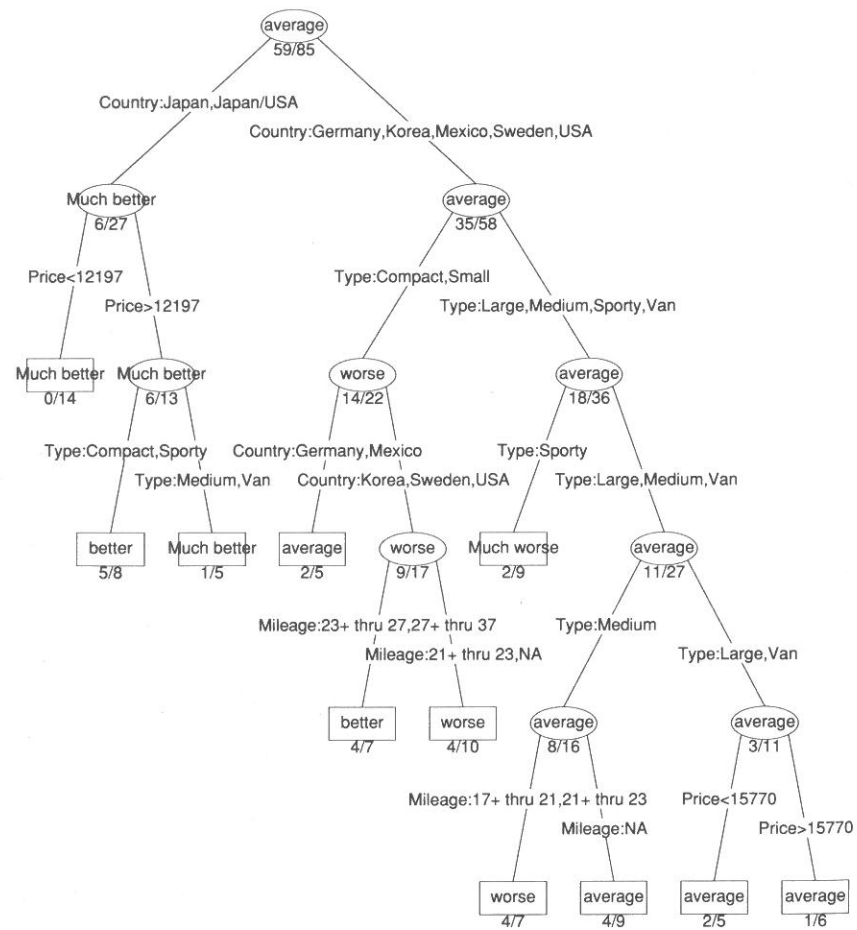 average
59/85
Country:Japan,Japan/USA
Country:Germany,Korea,Mexico,Sweden,USA
Much better
6/27
average
35/58
Price<12197
Price>12197
Type:Compact,Small
Type:Large,Medium,Sporty,Van
Much better
0/14
Much better
6/13
worse
14/22
average
18/36
Type:Compact,Sporty
Type:Medium,Van
Country:Germany,Mexico
Country:Korea,Sweden,USA
Type:Sporty
Type:Large,Medium,Van
better
5/8
Much better
1/5
average
2/5
worse
9/17
Much worse
2/9
average
11/27
Mileage:23+ thru 27,27+ thru 37
Mileage:21+ thru 23,NA
Type:Medium
Type:Large,Van
better
4/7
worse
4/10
average
8/16
average
3/11
Mileage:17+ thru 21,21+ thru 23
Mileage:NA
Price<15770
Price>15770
worse
4/7
average
4/9
average
2/5
average
1/6